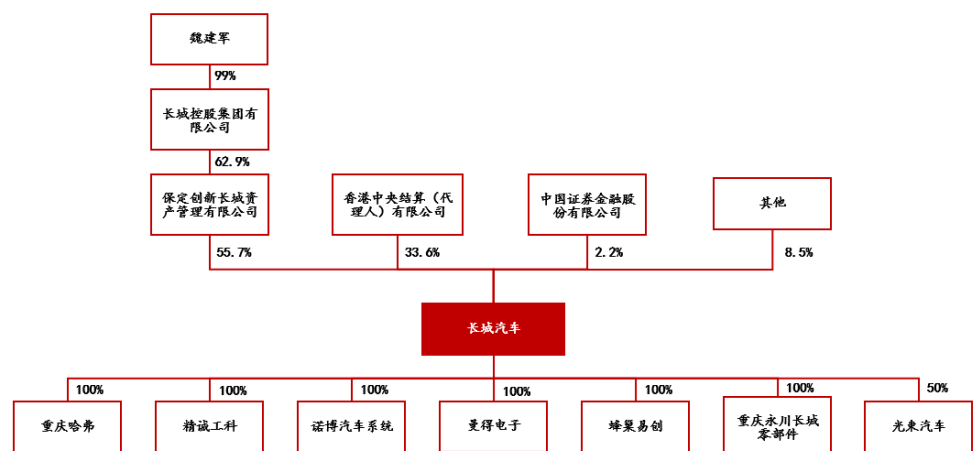 魏建军
99%
长城控股集团有
限公司
62.9%
保定创新长城资
产管理有限公司
香港中央结算（代
理人）有限公司
中国证券金融股
份有限公司
其他
55.7%
33.6%
2.2%
8.5%
长城汽车
100%
100%
100%
100%
100%
100%
50%
重庆哈弗
精诚工科
诺博汽车系统
曼得电子
蜂巢易创
重庆永川长城
零部件
光束汽车